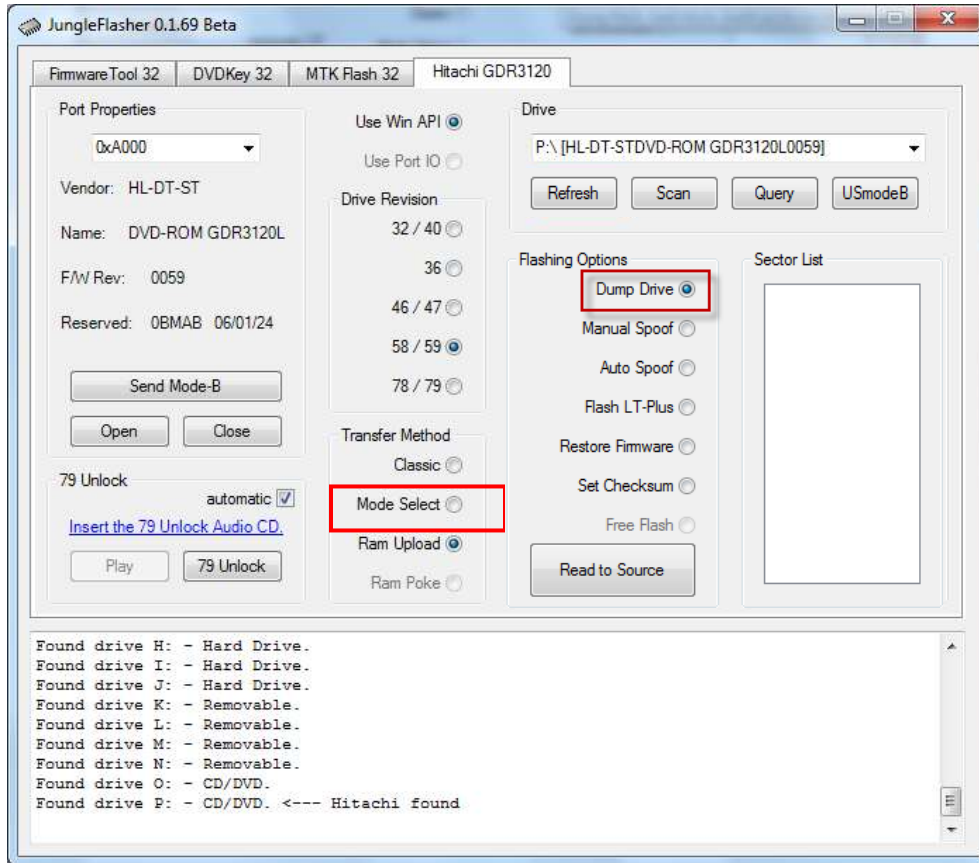 JungleFlasher 0.1.69 Beta
FirmwareTool 32
DVDKey 32
MTK Flash 32
Hitachi GDR3120
Port Properties
0xA000
Vendor: HL-DT-ST
Name: DVD-ROM GDR3120L
F/W Rev: 0059
Reserved: 0BMAB 06/01/24
Send Mode-B
Open
Close
79 Unlock
automatic
Insert the 79 Unlock Audio CD.
Play
79 Unlock
Use Win API
Use Port IO
Drive Revision
32 / 40
36
46 / 47
58 / 59
78 / 79
Transfer Method
Classic
Mode Select
Ram Upload
Ram Poke
Drive
P:\ [HL-DT-STDVD-ROM GDR3120L0059]
Refresh
Scan
Query
USmodeB
Flashing Options
Dump Drive
Manual Spoof
Auto Spoof
Flash LT-Plus
Restore Firmware
Set Checksum
Free Flash
Read to Source
Sector List
Found drive H: - Hard Drive.
Found drive I: - Hard Drive.
Found drive J: - Hard Drive.
Found drive K: - Removable.
Found drive L: - Removable.
Found drive M: - Removable.
Found drive N: - Removable.
Found drive O: - CD/DVD.
Found drive P: - CD/DVD. <--- Hitachi found